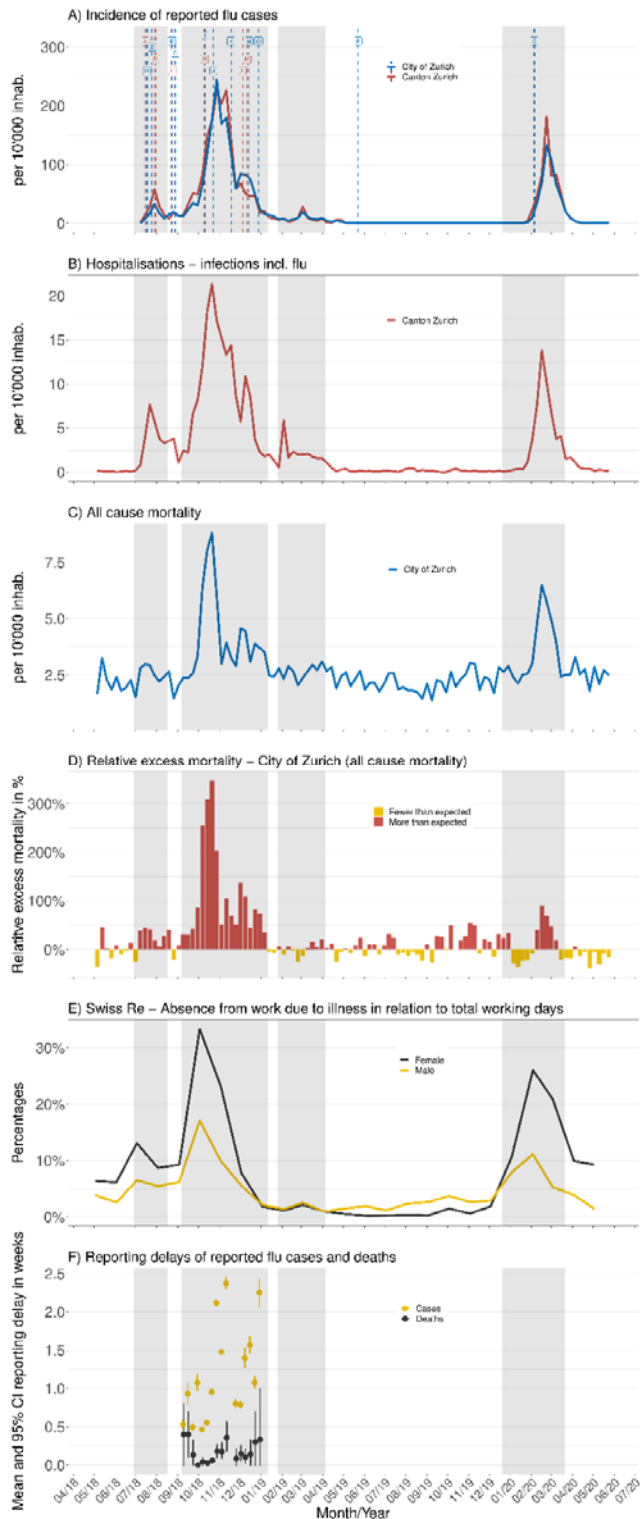 A) Incidence of reported flu cases
per 10'000 inhab.
300
200
100
0
City of Zurich
Canton Zurich
B) Hospitalisations – infections incl. flu
per 10'000 inhab.
20
15
10
5
0
Canton Zurich
C) All cause mortality
per 10'000 inhab.
7.5
5.0
2.5
City of Zurich
D) Relative excess mortality – City of Zurich (all cause mortality)
Relative excess mortality in %
300%
200%
100%
0%
Fewer than expected
More than expected
E) Swiss Re – Absence from work due to illness in relation to total working days
Percentages
30%
20%
10%
0%
Female
Male
F) Reporting delays of reported flu cases and deaths
Mean and 95% CI reporting delay in weeks
2.5
2.0
1.5
1.0
0.5
0.0
Cases
Deaths
04/18 05/18 06/18 07/18 08/18 09/18 10/18 11/18 12/18 01/19 02/19 03/19 04/19 05/19 06/19 07/19 08/19 09/19 10/19 11/19 12/19 01/20 02/20 03/20 04/20 05/20 06/20 07/20
Month/Year